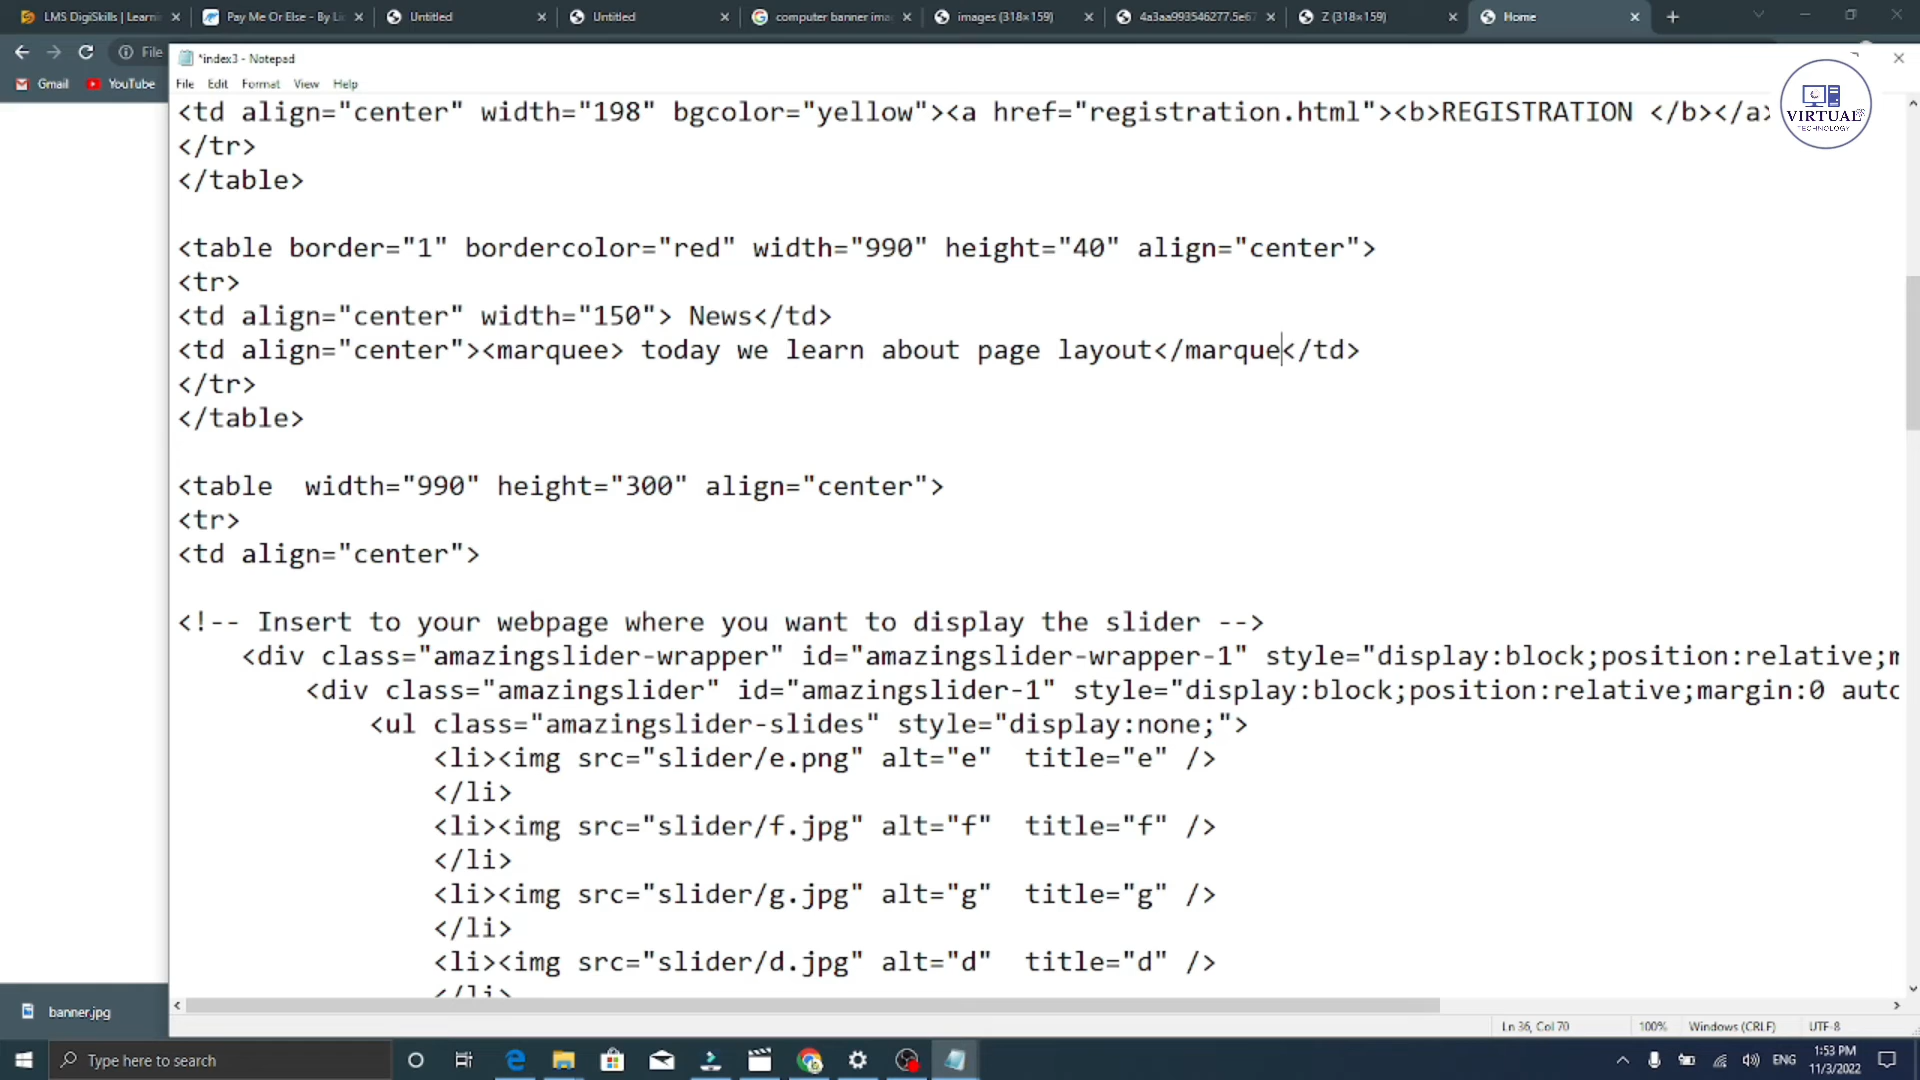 LMS DigiSkills | Learn
Pay Me Or Else - By Li
Untitled
Untitled
computer banner ima
images (318×159)
4a3aa993546277.5e67
Z (318×159)
Home
File
Gmail
YouTube
*index3 - Notepad
File Edit Format View Help
VIRTUAL
TECHNOLOGY
<td align="center" width="198" bgcolor="yellow"><a href="registration.html"><b>REGISTRATION </b></a>
</tr>
</table>
<table border="1" bordercolor="red" width="990" height="40" align="center">
<tr>
<td align="center" width="150"> News</td>
<td align="center"><marquee> today we learn about page layout</marque</td>
</tr>
</table>
<table  width="990" height="300" align="center">
<tr>
<td align="center">
<!-- Insert to your webpage where you want to display the slider -->
<div class="amazingslider-wrapper" id="amazingslider-wrapper-1" style="display:block;position:relative;m
<div class="amazingslider" id="amazingslider-1" style="display:block;position:relative;margin:0 auto
<ul class="amazingslider-slides" style="display:none;">
<li><img src="slider/e.png" alt="e"  title="e" />
</li>
<li><img src="slider/f.jpg" alt="f"  title="f" />
</li>
<li><img src="slider/g.jpg" alt="g"  title="g" />
</li>
<li><img src="slider/d.jpg" alt="d"  title="d" />
</li>
banner.jpg
Ln 36, Col 70
100%
Windows (CRLF)
UTF-8
Type here to search
ENG
1:53 PM
11/3/2022